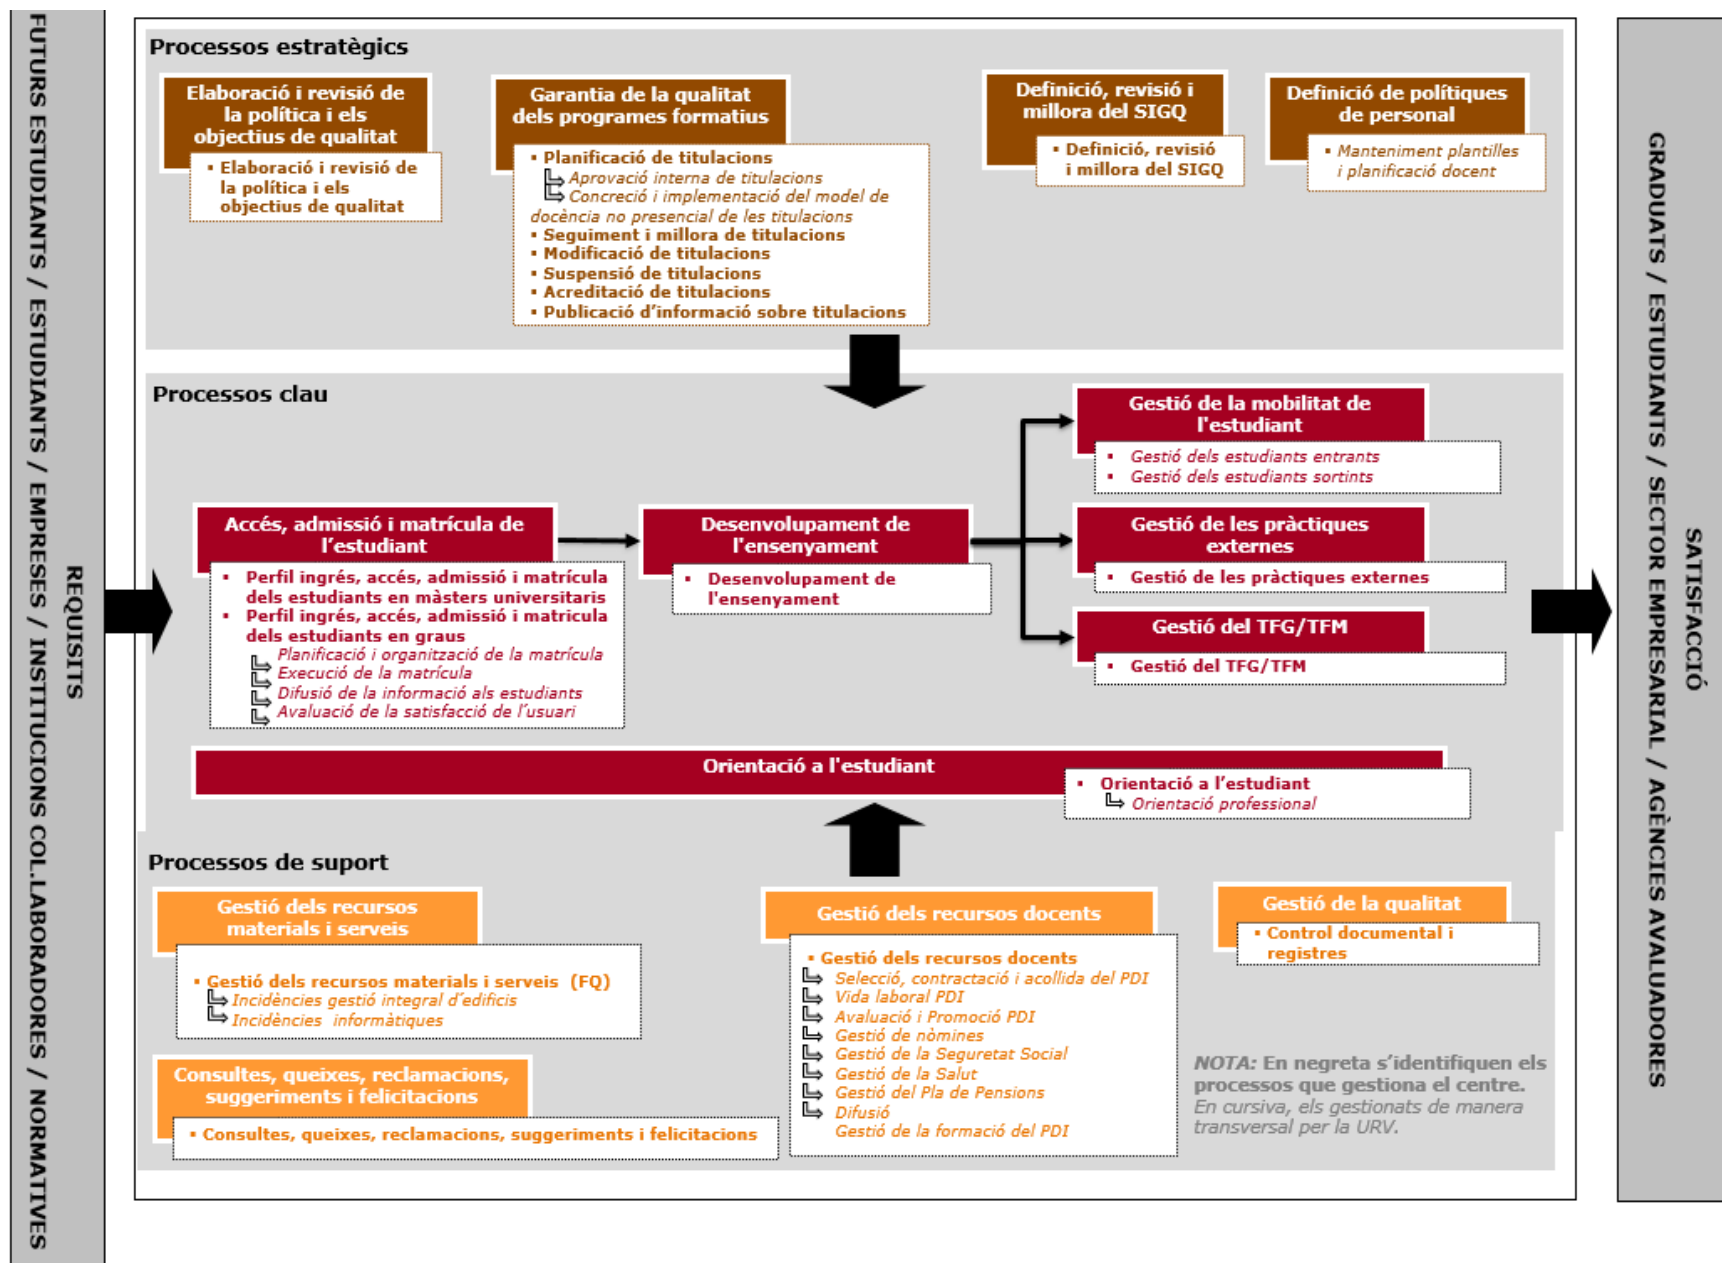 FUTURS ESTUDIANTS / ESTUDIANTS / EMPRESES / INSTITUCIONS COL.LABORADORES / NORMATIVES
REQUISITS
Processos estratègics
Elaboració i revisió de
la política i els
objectius de qualitat
▪ Elaboració i revisió de
la política i els
objectius de qualitat
Garantia de la qualitat
dels programes formatius
▪ Planificació de titulacions
Aprovació interna de titulacions
Concreció i implementació del model de
docència no presencial de les titulacions
▪ Seguiment i millora de titulacions
▪ Modificació de titulacions
▪ Suspensió de titulacions
▪ Acreditació de titulacions
▪ Publicació d’informació sobre titulacions
Definició, revisió i
millora del SIGQ
▪ Definició, revisió
i millora del SIGQ
Definició de polítiques
de personal
▪ Manteniment plantilles
i planificació docent
Processos clau
Accés, admissió i matrícula de
l’estudiant
▪ Perfil ingrés, accés, admissió i matrícula
dels estudiants en màsters universitaris
▪ Perfil ingrés, accés, admissió i matricula
dels estudiants en graus
Planificació i organització de la matrícula
Execució de la matrícula
Difusió de la informació als estudiants
Avaluació de la satisfacció de l’usuari
Desenvolupament de
l'ensenyament
▪ Desenvolupament de
l'ensenyament
Gestió de la mobilitat de
l'estudiant
▪ Gestió dels estudiants entrants
▪ Gestió dels estudiants sortints
Gestió de les pràctiques
externes
▪ Gestió de les pràctiques externes
Gestió del TFG/TFM
▪ Gestió del TFG/TFM
Orientació a l'estudiant
▪ Orientació a l’estudiant
Orientació professional
Processos de suport
Gestió dels recursos
materials i serveis
▪ Gestió dels recursos materials i serveis (FQ)
Incidències gestió integral d’edificis
Incidències informàtiques
Consultes, queixes, reclamacions,
suggeriments i felicitacions
▪ Consultes, queixes, reclamacions, suggeriments i felicitacions
Gestió dels recursos docents
▪ Gestió dels recursos docents
Selecció, contractació i acollida del PDI
Vida laboral PDI
Avaluació i Promoció PDI
Gestió de nòmines
Gestió de la Seguretat Social
Gestió de la Salut
Gestió del Pla de Pensions
Difusió
Gestió de la formació del PDI
Gestió de la qualitat
▪ Control documental i
registres
NOTA: En negreta s’identifiquen els
processos que gestiona el centre.
En cursiva, els gestionats de manera
transversal per la URV.
SATISFACCIÓ
GRADUATS / ESTUDIANTS / SECTOR EMPRESARIAL / AGÈNCIES AVALUADORES